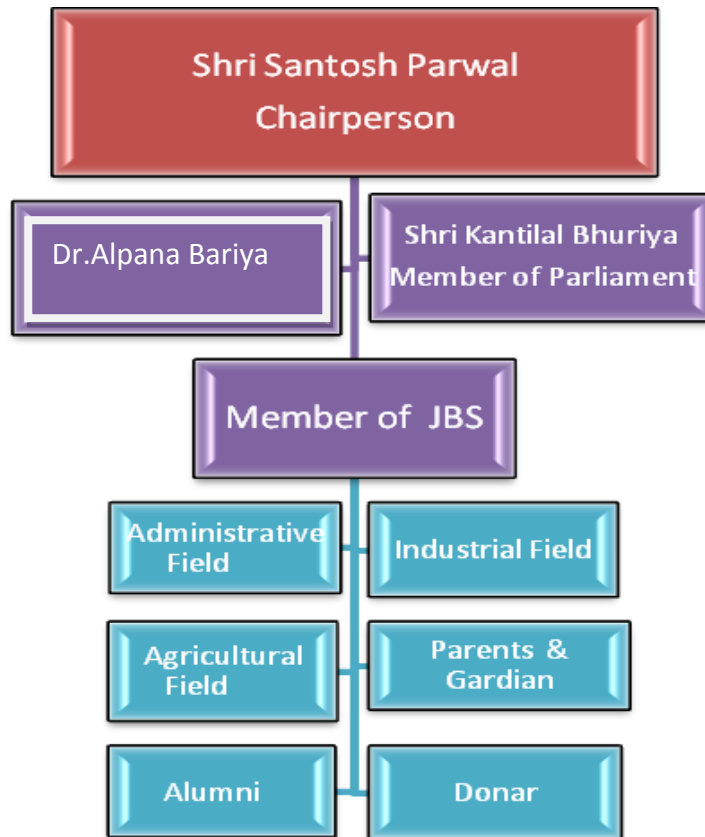 Shri Santosh Parwal
Chairperson
Dr.Alpana Bariya
Shri Kantilal Bhuriya
Member of Parliament
Member of JBS
Administrative
Field
Industrial Field
Agricultural
Field
Parents &
Gardian
Alumni
Donar